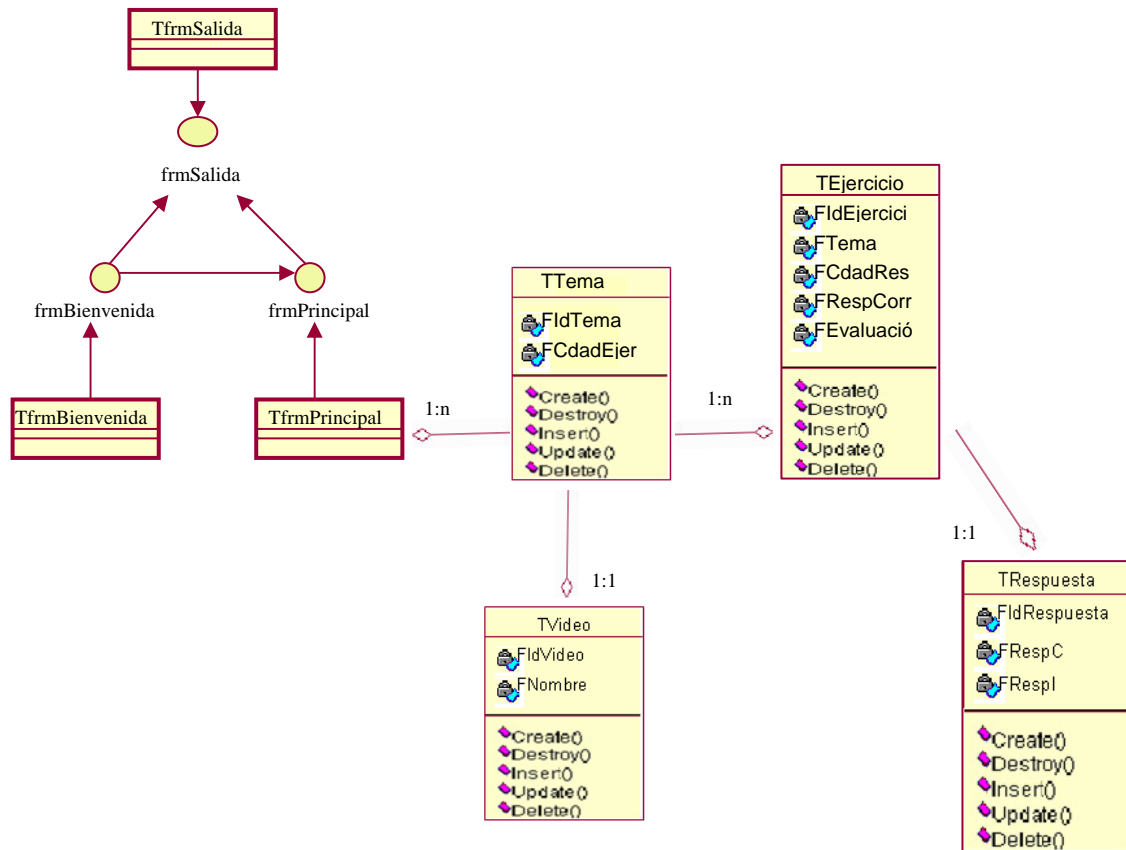 TfrmSalida
frmSalida
frmBienvenida
frmPrincipal
TfrmBienvenida
TfrmPrincipal
1:n
TTema
FIdTema
FCdadEjer
Create()
Destroy()
Insert()
Update()
Delete()
1:n
TEjercicio
FIdEjercici
FTema
FCdadRes
FRespCorr
FEvaluació
Create()
Destroy()
Insert()
Update()
Delete()
1:1
TVideo
FIdVideo
FNombre
Create()
Destroy()
Insert()
Update()
Delete()
1:1
TRespuesta
FIdRespuesta
FRespC
FRespI
Create()
Destroy()
Insert()
Update()
Delete()